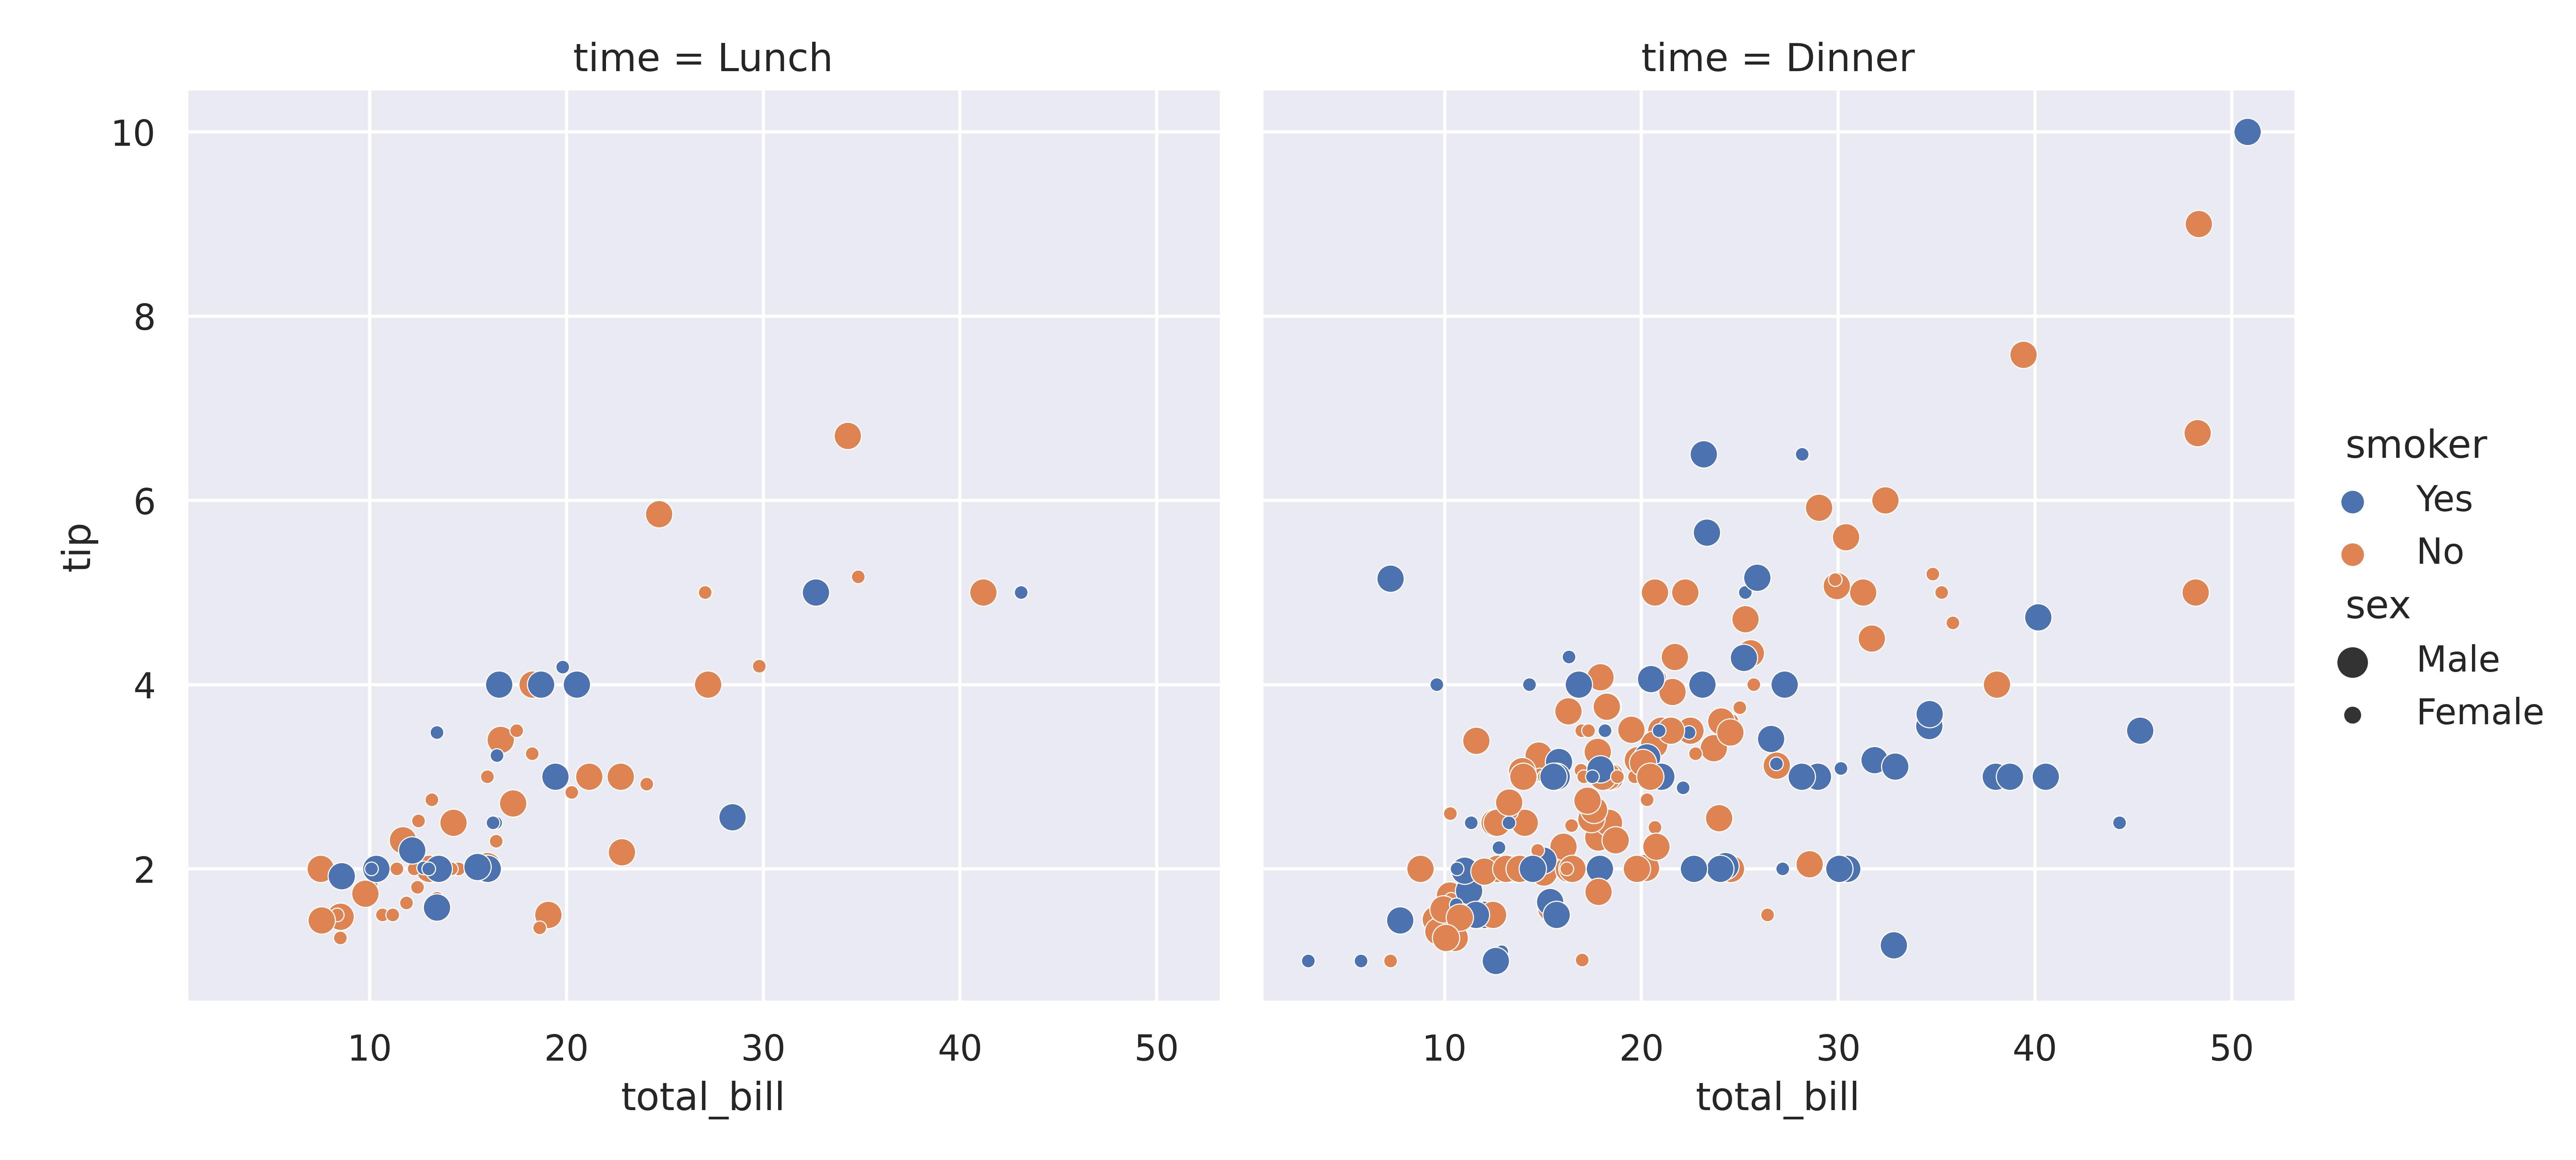 time = Lunch
time = Dinner
10
8
6
4
2
tip
10 20 30 40 50
total_bill
10 20 30 40 50
total_bill
smoker
Yes
No
sex
Male
Female